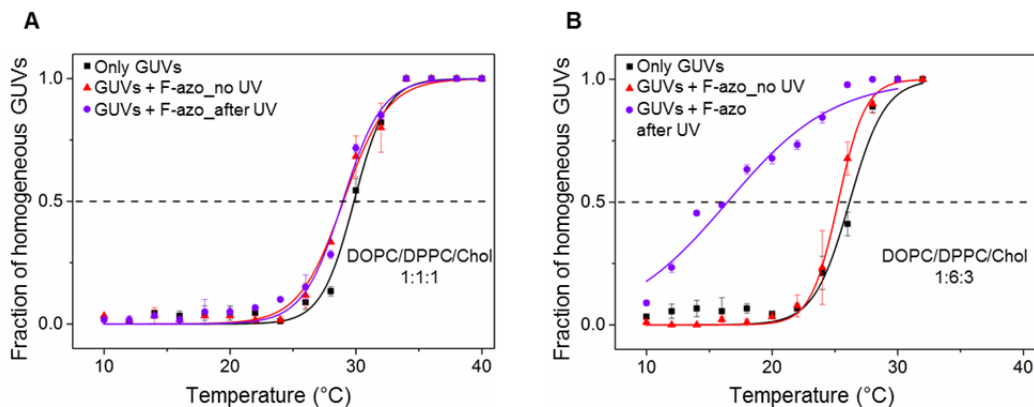 A
Fraction of homogeneous GUVs
1.0
0.5
0.0
Only GUVs
GUVs + F-azo_no UV
GUVs + F-azo_after UV
DOPC/DPPC/Chol
1:1:1
10
20
30
40
Temperature (°C)
B
Fraction of homogeneous GUVs
1.0
0.5
0.0
Only GUVs
GUVs + F-azo_no UV
GUVs + F-azo
after UV
DOPC/DPPC/Chol
1:6:3
10
20
30
40
Temperature (°C)